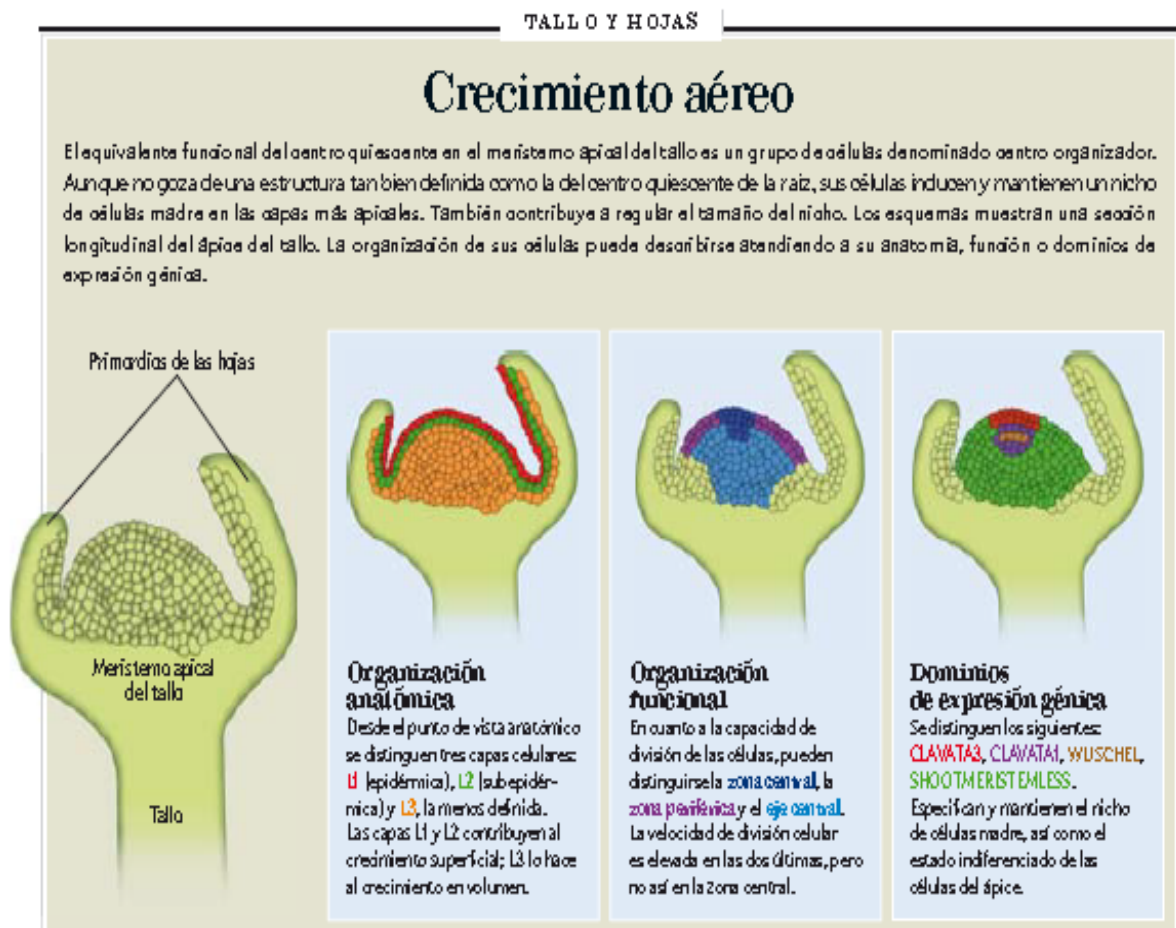 TALLO Y HOJAS
Crecimiento aéreo
El equivalente funcional del centro quiescente en el meristemo apical del tallo es un grupo de células denominado centro organizador.
Aunque no goza de una estructura tan bien definida como la del centro quiescente de la raíz, sus células inducen y mantienen un nicho
de células madre en las capas más apicales. También contribuye a regular el tamaño del nicho. Los esquemas muestran una sección
longitudinal del ápice del tallo. La organización de sus células puede describirse atendiendo a su anatomía, función o dominios de
expresión génica.
Primordios de las hojas
Meristemo apical
del tallo
Tallo
Organización
anatómica
Desde el punto de vista anatómico
se distinguen tres capas celulares:
L1 (epidérmica), L2 (subepidér-
mica) y L3, la menos definida.
Las capas L1 y L2 contribuyen al
crecimiento superficial; L3 lo hace
al crecimiento en volumen.
Organización
funcional
En cuanto a la capacidad de
división de las células, pueden
distinguirse la zona central, la
zona periférica y el eje central.
La velocidad de división celular
es elevada en las dos últimas, pero
no así en la zona central.
Dominios
de expresión génica
Se distinguen los siguientes:
CLAVATA3, CLAVATA1, WUSCHEL,
SHOOTMERISTEMLESS.
Especifican y mantienen el nicho
de células madre, así como el
estado indiferenciado de las
células del ápice.